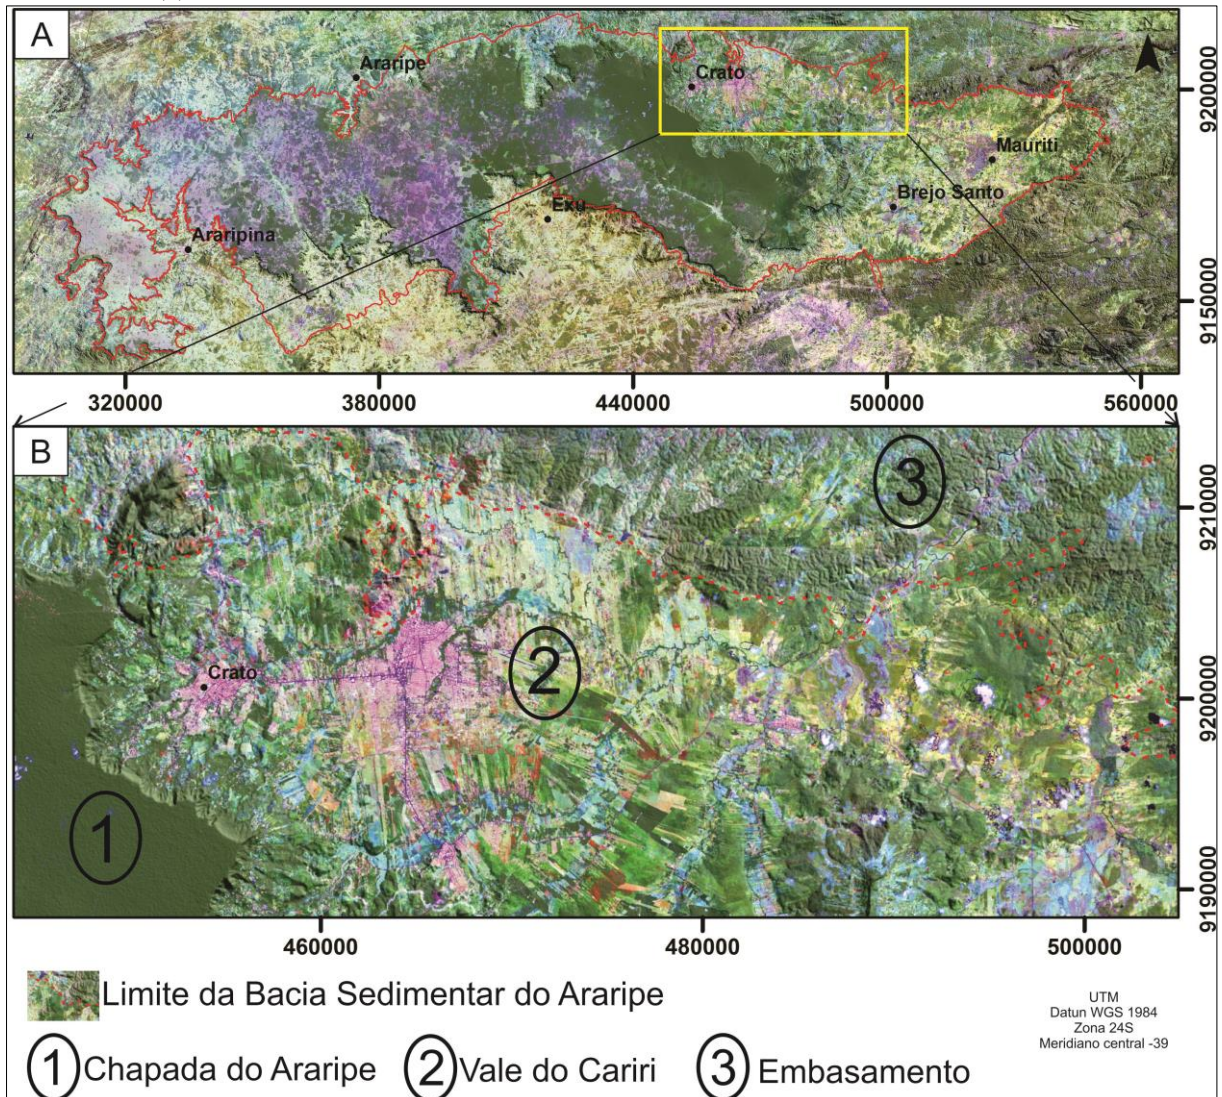 A
Araripe
Crato
Mauriti
Brejo Santo
Exu
Araripina
9200000
9150000
320000
380000
440000
500000
560000
B
3
9210000
2
Crato
9200000
1
9190000
460000
480000
500000
Limite da Bacia Sedimentar do Araripe
UTM
Datun WGS 1984
Zona 24S
Meridiano central -39
1 Chapada do Araripe 2 Vale do Cariri 3 Embasamento